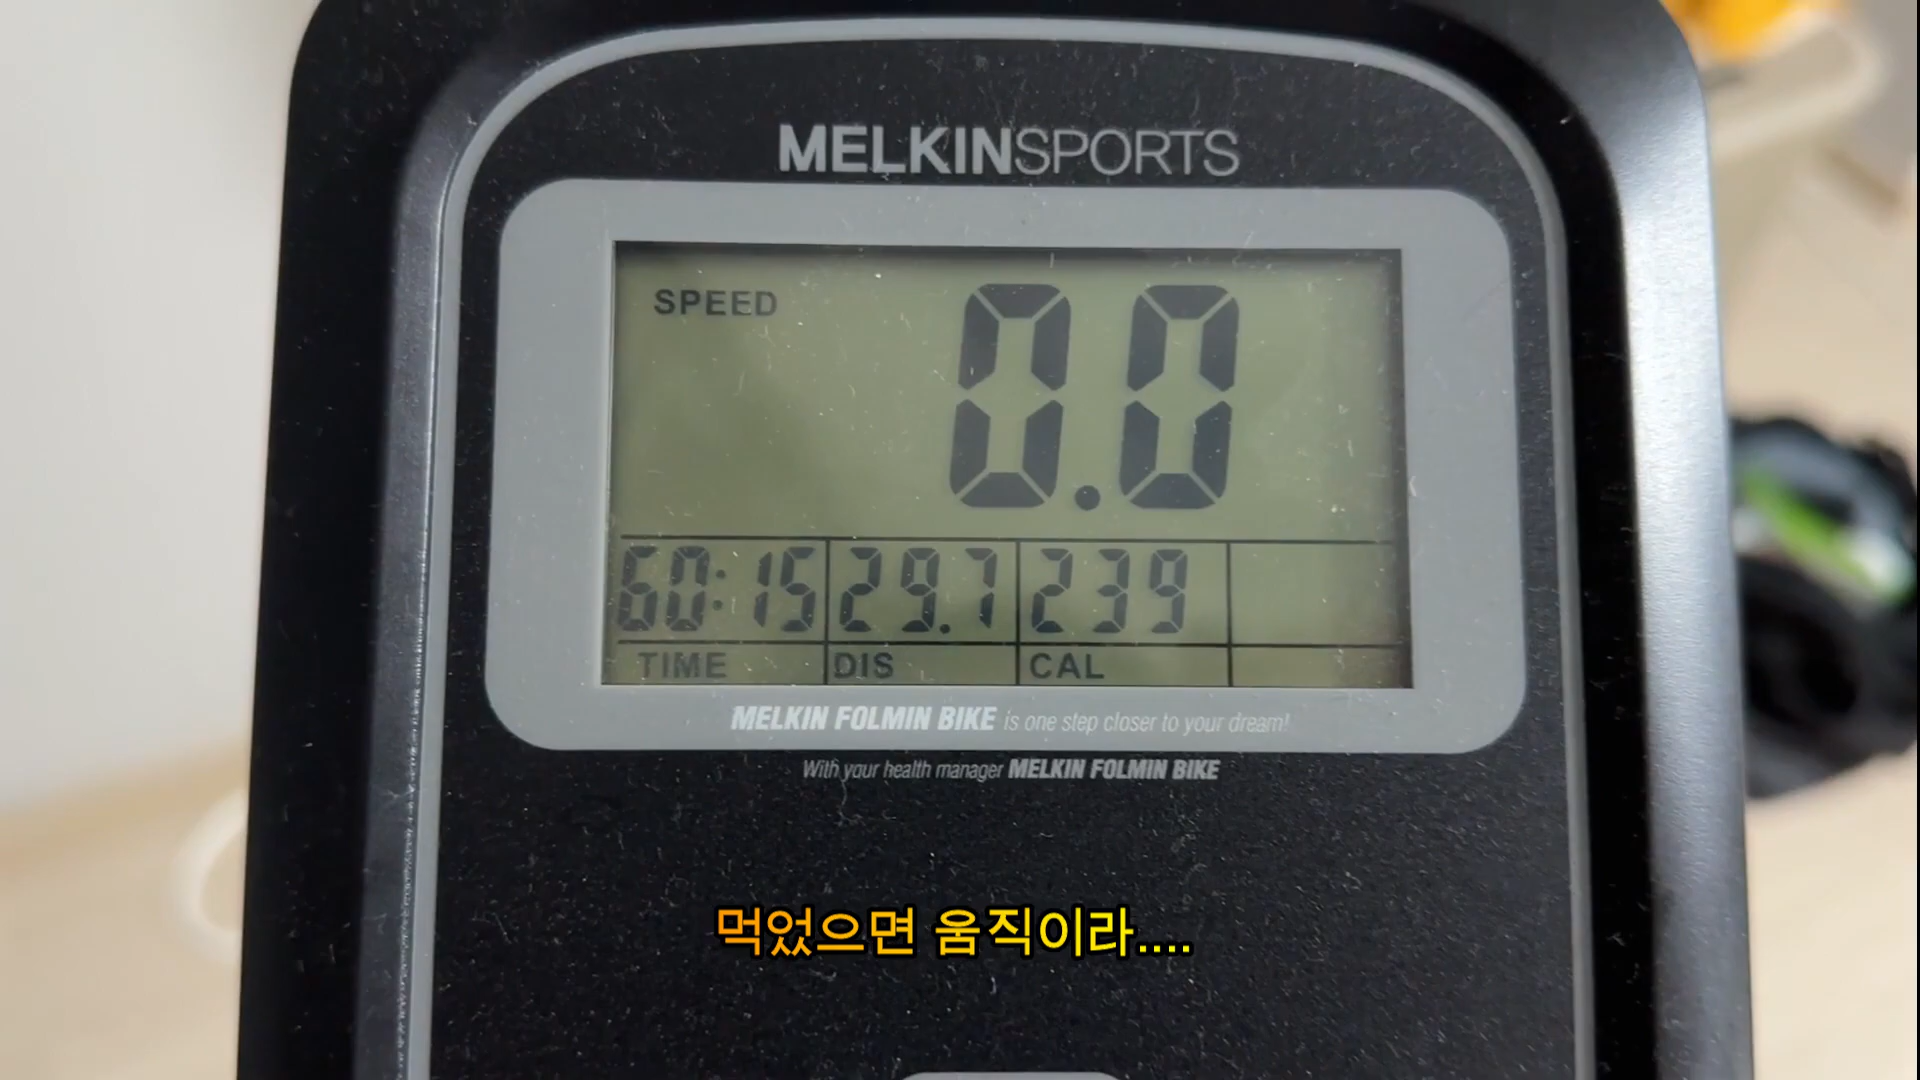 MELKINSPORTS
SPEED 0.0
60:15 29.7 239
TIME DIS CAL
MELKIN FOLMIN BIKE is one step closer to your dream!
With your health manager MELKIN FOLMIN BIKE
먹었으면 움직이라....